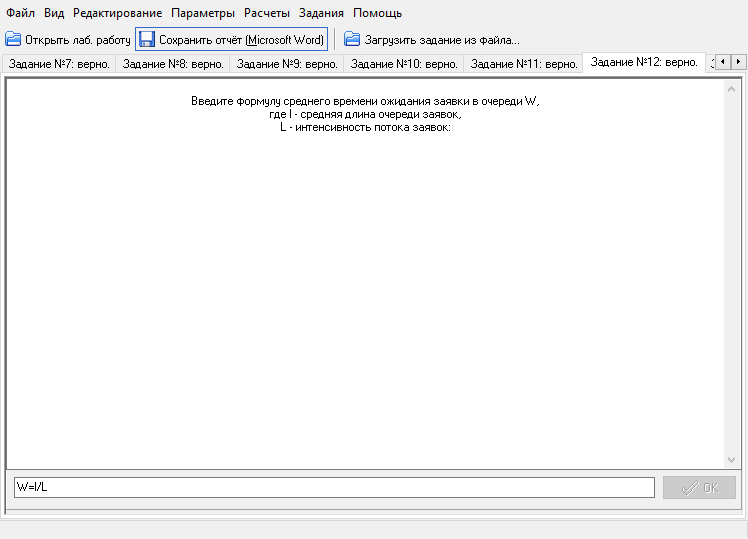 Файл Вид Редактирование Параметры Расчеты Задания Помощь
Открыть лаб. работу Сохранить отчёт (Microsoft Word) Загрузить задание из файла...
Задание №7: верно. Задание №8: верно. Задание №9: верно. Задание №10: верно. Задание №11: верно. Задание №12: верно.
Введите формулу среднего времени ожидания заявки в очереди W,
где l - средняя длина очереди заявок,
L - интенсивность потока заявок:
W=l/L
OK